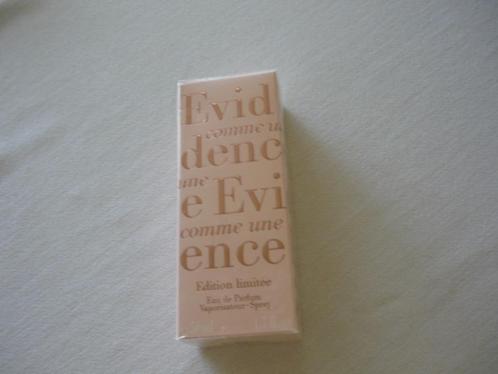 Evid
comme u
denc
une
e Evi
comme une
ence
Edition limitée
Eau de Parfum
Vaporisateur-Spray